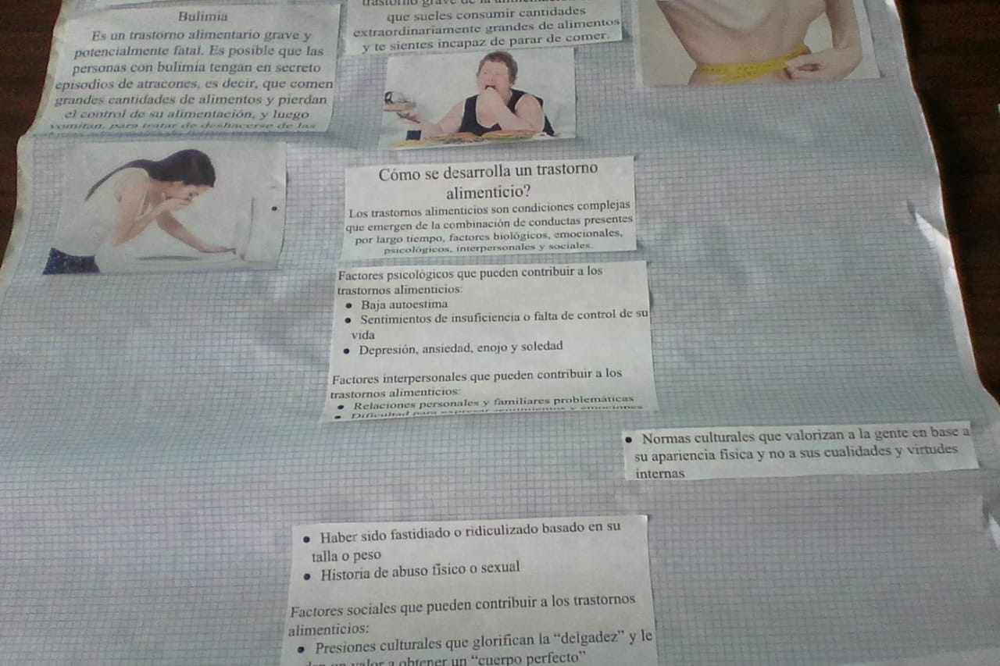 Bulimia
Es un trastorno alimentario grave y
potencialmente fatal. Es posible que las
personas con bulimia tengan en secreto
episodios de atracones, es decir, que comen
grandes cantidades de alimentos y pierdan
el control de su alimentación, y luego
vomitan, para tratar de deshacerse de las
trastorno grave de la
que sueles consumir cantidades
extraordinariamente grandes de alimentos
y te sientes incapaz de parar de comer.
Cómo se desarrolla un trastorno
alimenticio?
Los trastornos alimenticios son condiciones complejas
que emergen de la combinación de conductas presentes
por largo tiempo, factores biológicos, emocionales,
psicológicos, interpersonales y sociales.
Factores psicológicos que pueden contribuir a los
trastornos alimenticios:
● Baja autoestima
● Sentimientos de insuficiencia o falta de control de su
vida
● Depresión, ansiedad, enojo y soledad
Factores interpersonales que pueden contribuir a los
trastornos alimenticios:
● Relaciones personales y familiares problemáticas
● Dificultad para expresar sentimientos y emociones
● Normas culturales que valorizan a la gente en base a
su apariencia física y no a sus cualidades y virtudes
internas
● Haber sido fastidiado o ridiculizado basado en su
talla o peso
● Historia de abuso físico o sexual
Factores sociales que pueden contribuir a los trastornos
alimenticios:
● Presiones culturales que glorifican la “delgadez” y le
dan un valor a obtener un “cuerpo perfecto”